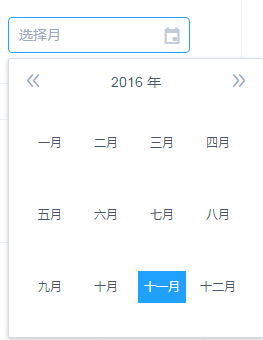 选择月
2016 年
一月 二月 三月 四月
五月 六月 七月 八月
九月 十月 十一月 十二月